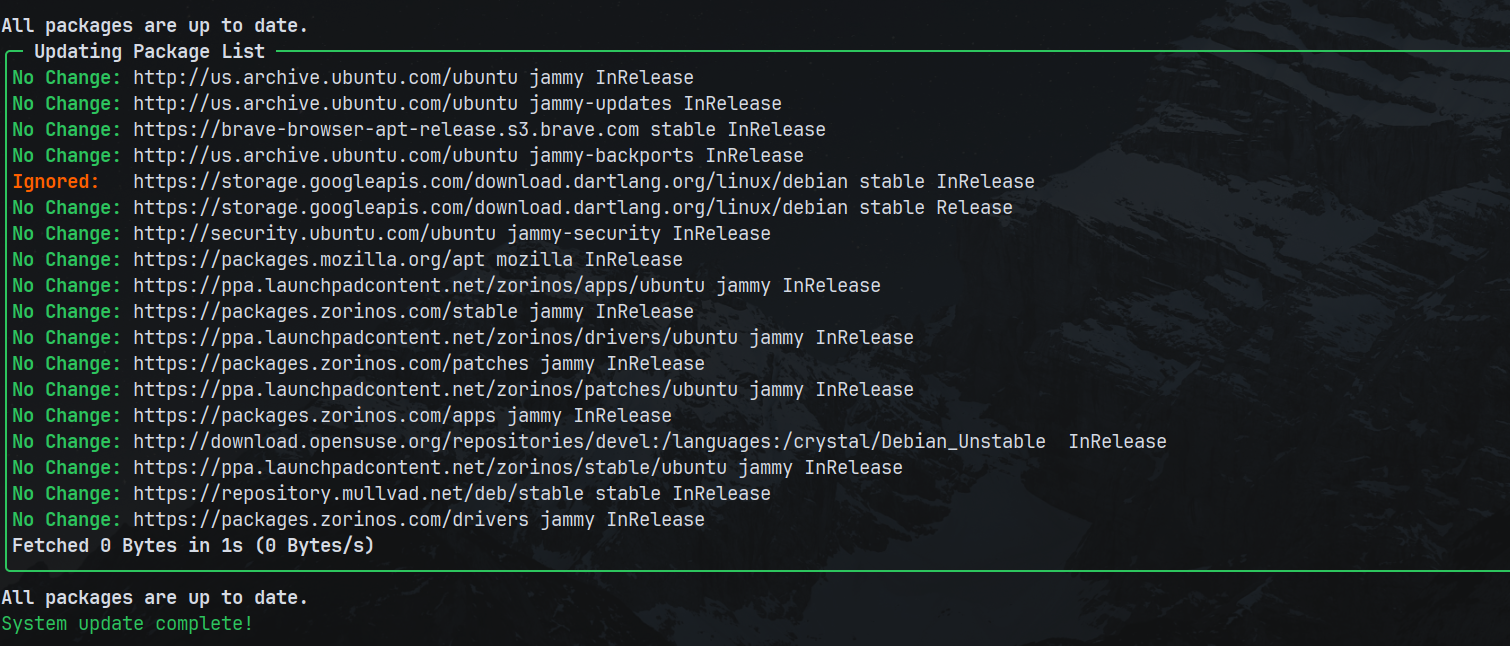 All packages are up to date.
Updating Package List
No Change: http://us.archive.ubuntu.com/ubuntu jammy InRelease
No Change: http://us.archive.ubuntu.com/ubuntu jammy-updates InRelease
No Change: https://brave-browser-apt-release.s3.brave.com stable InRelease
No Change: http://us.archive.ubuntu.com/ubuntu jammy-backports InRelease
Ignored: https://storage.googleapis.com/download.dartlang.org/linux/debian stable InRelease
No Change: https://storage.googleapis.com/download.dartlang.org/linux/debian stable Release
No Change: http://security.ubuntu.com/ubuntu jammy-security InRelease
No Change: https://packages.mozilla.org/apt mozilla InRelease
No Change: https://ppa.launchpadcontent.net/zorinos/apps/ubuntu jammy InRelease
No Change: https://packages.zorinos.com/stable jammy InRelease
No Change: https://ppa.launchpadcontent.net/zorinos/drivers/ubuntu jammy InRelease
No Change: https://packages.zorinos.com/patches jammy InRelease
No Change: https://ppa.launchpadcontent.net/zorinos/patches/ubuntu jammy InRelease
No Change: https://packages.zorinos.com/apps jammy InRelease
No Change: http://download.opensuse.org/repositories/devel:/languages:/crystal/Debian_Unstable  InRelease
No Change: https://ppa.launchpadcontent.net/zorinos/stable/ubuntu jammy InRelease
No Change: https://repository.mullvad.net/deb/stable stable InRelease
No Change: https://packages.zorinos.com/drivers jammy InRelease
Fetched 0 Bytes in 1s (0 Bytes/s)
All packages are up to date.
System update complete!